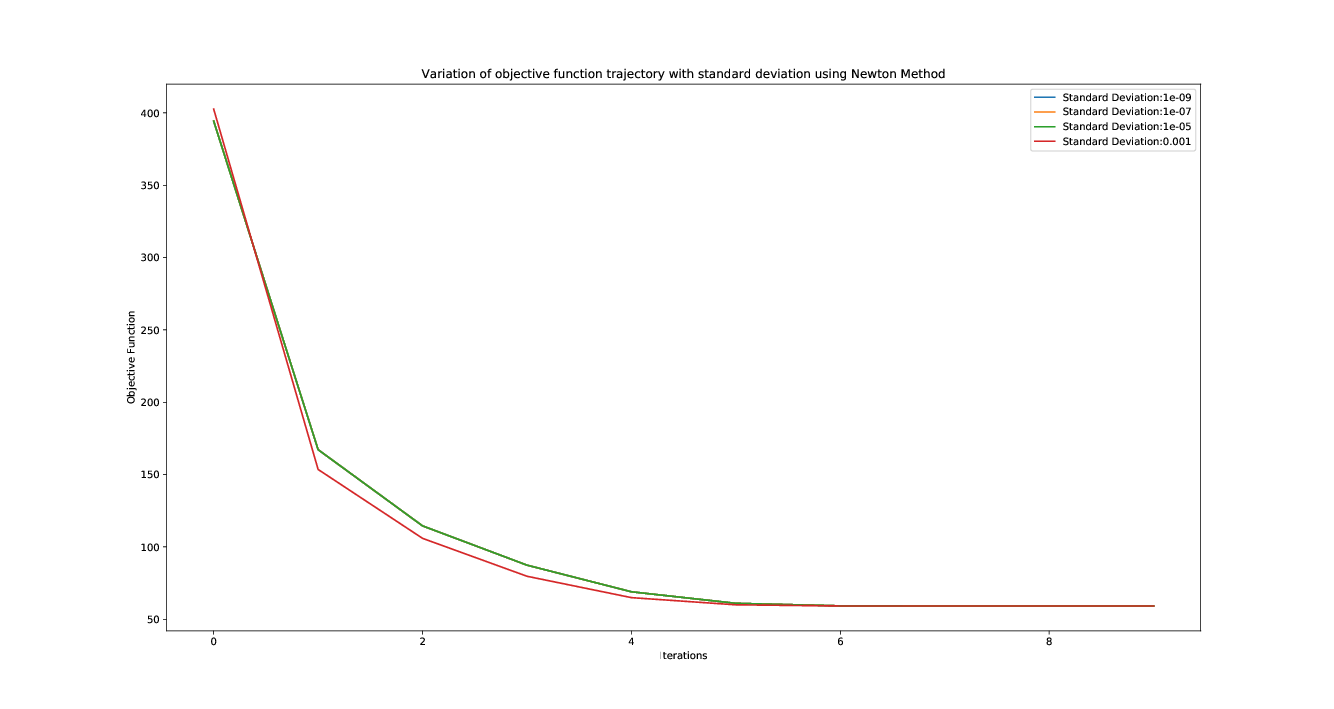 Variation of objective function trajectory with standard deviation using Newton Method
Standard Deviation:1e-09
Standard Deviation:1e-07
Standard Deviation:1e-05
Standard Deviation:0.001
400
350
300
250
200
150
100
50
Objective Function
0 2 4 6 8
Iterations